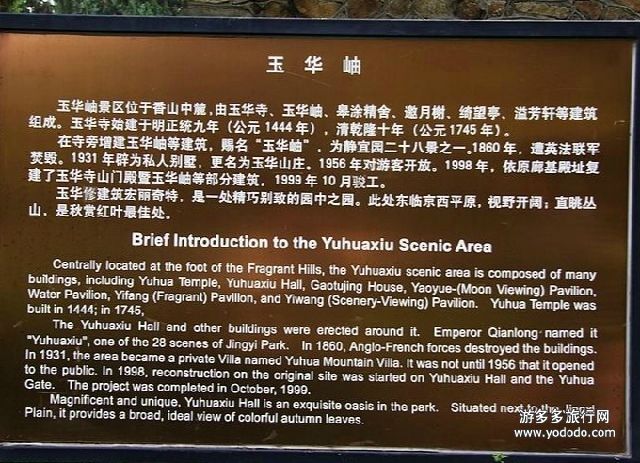 玉华岫
玉华岫景区位于香山中麓,由玉华寺、玉华岫、皋涂精舍、邀月榭、绮望亭、溢芳轩等建筑
组成。玉华寺始建于明正统九年（公元1444年），清乾隆十年（公元1745年）。
在寺旁增建玉华岫等建筑，赐名“玉华岫”。为静宜园二十八景之一。1860年，遭英法联军
焚毁。1931年辟为私人别墅，更名为玉华山庄。1956年对游客开放。1998年，依原廊基殿址复
建了玉华寺山门殿暨玉华岫等部分建筑，1999年10月骏工。
玉华修建筑宏丽奇特，是一处精巧别致的园中之园。此处东临京西平原，视野开阔；直眺丛
山，是秋赏红叶最佳处。
Brief Introduction to the Yuhuaxiu Scenic Area
Centrally located at the foot of the Fragrant Hills, the Yuhuaxiu scenic area is composed of many
buildings, including Yuhua Temple, Yuhuaxiu Hall, Gaotujing House, Yaoyue-(Moon Viewing) Pavilion,
Water Pavilion, Yifang (Fragrant) Pavilion, and Yiwang (Scenery-Viewing) Pavilion. Yuhua Temple was
built in 1444; in 1745,
The Yuhuaxiu Hall and other buildings were erected around it. Emperor Qianlong named it
"Yuhuaxiu", one of the 28 scenes of Jingyi Park. In 1860, Anglo-French forces destroyed the buildings.
In 1931, the area became a private Villa named Yuhua Mountain Villa. It was not until 1956 that it opened
to the public. In 1998, reconstruction on the original site was started on Yuhuaxiu Hall and the Yuhua
Gate. The project was completed in October, 1999.
Magnificent and unique, Yuhuaxiu Hall is an exquisite oasis in the park. Situated next to the
Plain, it provides a broad, ideal view of colorful autumn leaves.
游多多旅行网
www.yododo.com